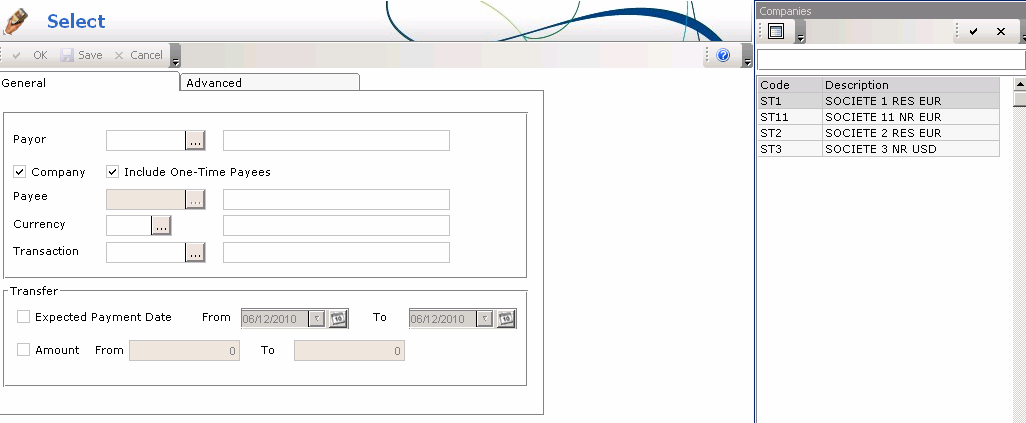 Select
OK Save Cancel
General Advanced
Payor ...
Company Include One-Time Payees
Payee ...
Currency ...
Transaction ...
Transfer
Expected Payment Date From 06/12/2010 To 06/12/2010
Amount From 0 To 0
Companies
Code Description
ST1 SOCIETE 1 RES EUR
ST11 SOCIETE 11 NR EUR
ST2 SOCIETE 2 RES EUR
ST3 SOCIETE 3 NR USD